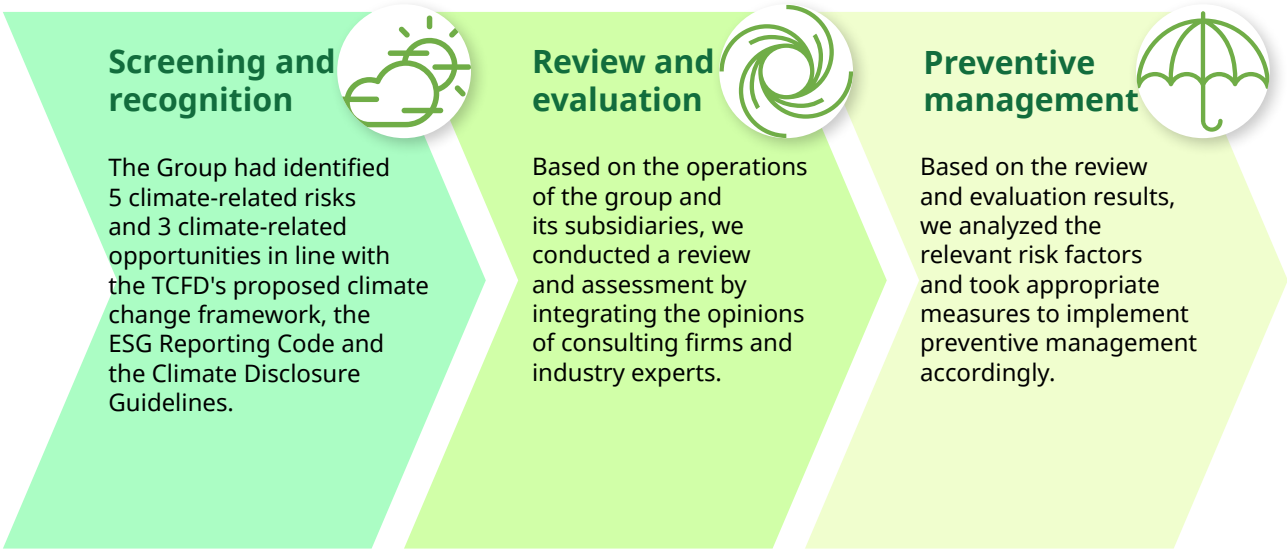 Screening and
recognition
The Group had identified
5 climate-related risks
and 3 climate-related
opportunities in line with
the TCFD's proposed climate
change framework, the
ESG Reporting Code and
the Climate Disclosure
Guidelines.
Review and
evaluation
Based on the operations
of the group and
its subsidiaries, we
conducted a review
and assessment by
integrating the opinions
of consulting firms and
industry experts.
Preventive
management
Based on the review
and evaluation results,
we analyzed the
relevant risk factors
and took appropriate
measures to implement
preventive management
accordingly.